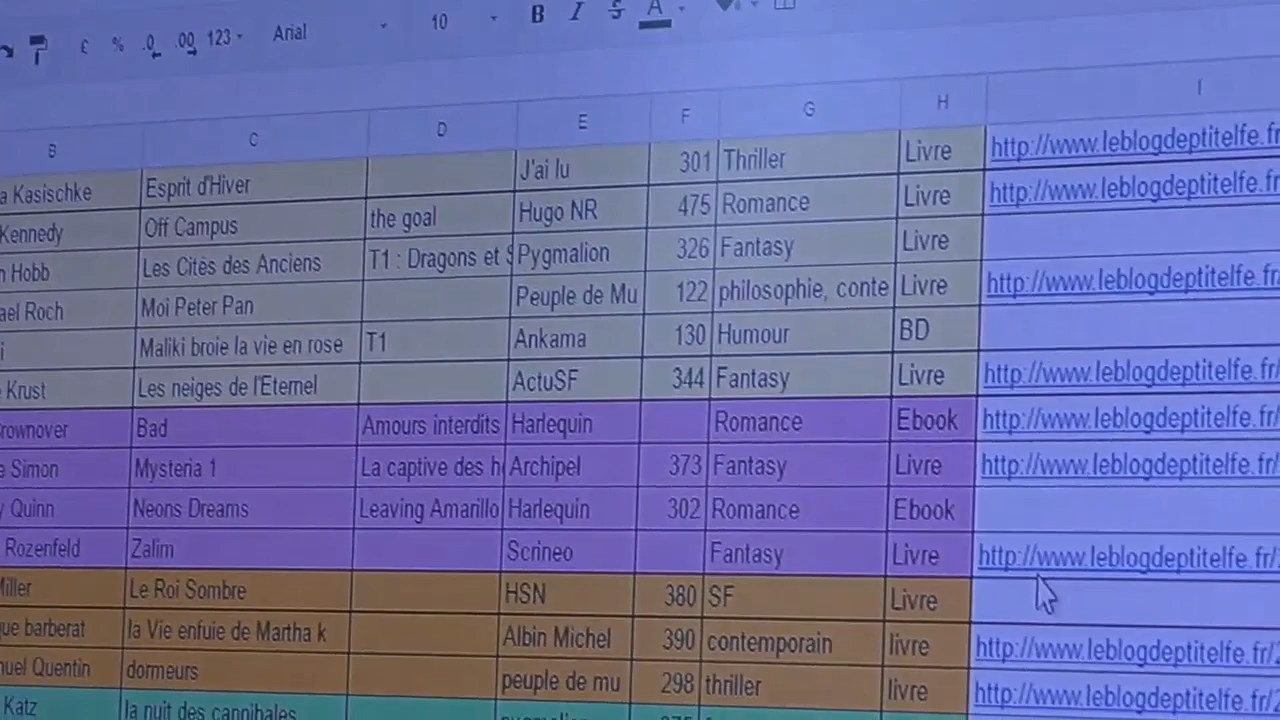 £ % .0 .00 123 Arial 10 B I S A
B C D E F G H I
a Kasischke Esprit d'Hiver J'ai lu 301 Thriller Livre http://www.leblogdeptitelfe.fr
Kennedy Off Campus the goal Hugo NR 475 Romance Livre http://www.leblogdeptitelfe.fr
n Hobb Les Cités des Anciens T1 : Dragons et S Pygmalion 326 Fantasy Livre
ael Roch Moi Peter Pan Peuple de Mu 122 philosophie, conte Livre http://www.leblogdeptitelfe.fr/
i Maliki broie la vie en rose T1 Ankama 130 Humour BD
Krust Les neiges de l'Eternel ActuSF 344 Fantasy Livre http://www.leblogdeptitelfe.fr/
rownover Bad Amours interdits Harlequin Romance Ebook http://www.leblogdeptitelfe.fr/
e Simon Mysteria 1 La captive des h Archipel 373 Fantasy Livre http://www.leblogdeptitelfe.fr/
y Quinn Neons Dreams Leaving Amarillo Harlequin 302 Romance Ebook
Rozenfeld Zalim Scrineo Fantasy Livre http://www.leblogdeptitelfe.fr/
Miller Le Roi Sombre HSN 380 SF Livre
que barberat la Vie enfuie de Martha k Albin Michel 390 contemporain livre http://www.leblogdeptitelfe.fr/2
nuel Quentin dormeurs peuple de mu 298 thriller livre http://www.leblogdeptitelfe.fr/2
Katz la nuit des cannibales